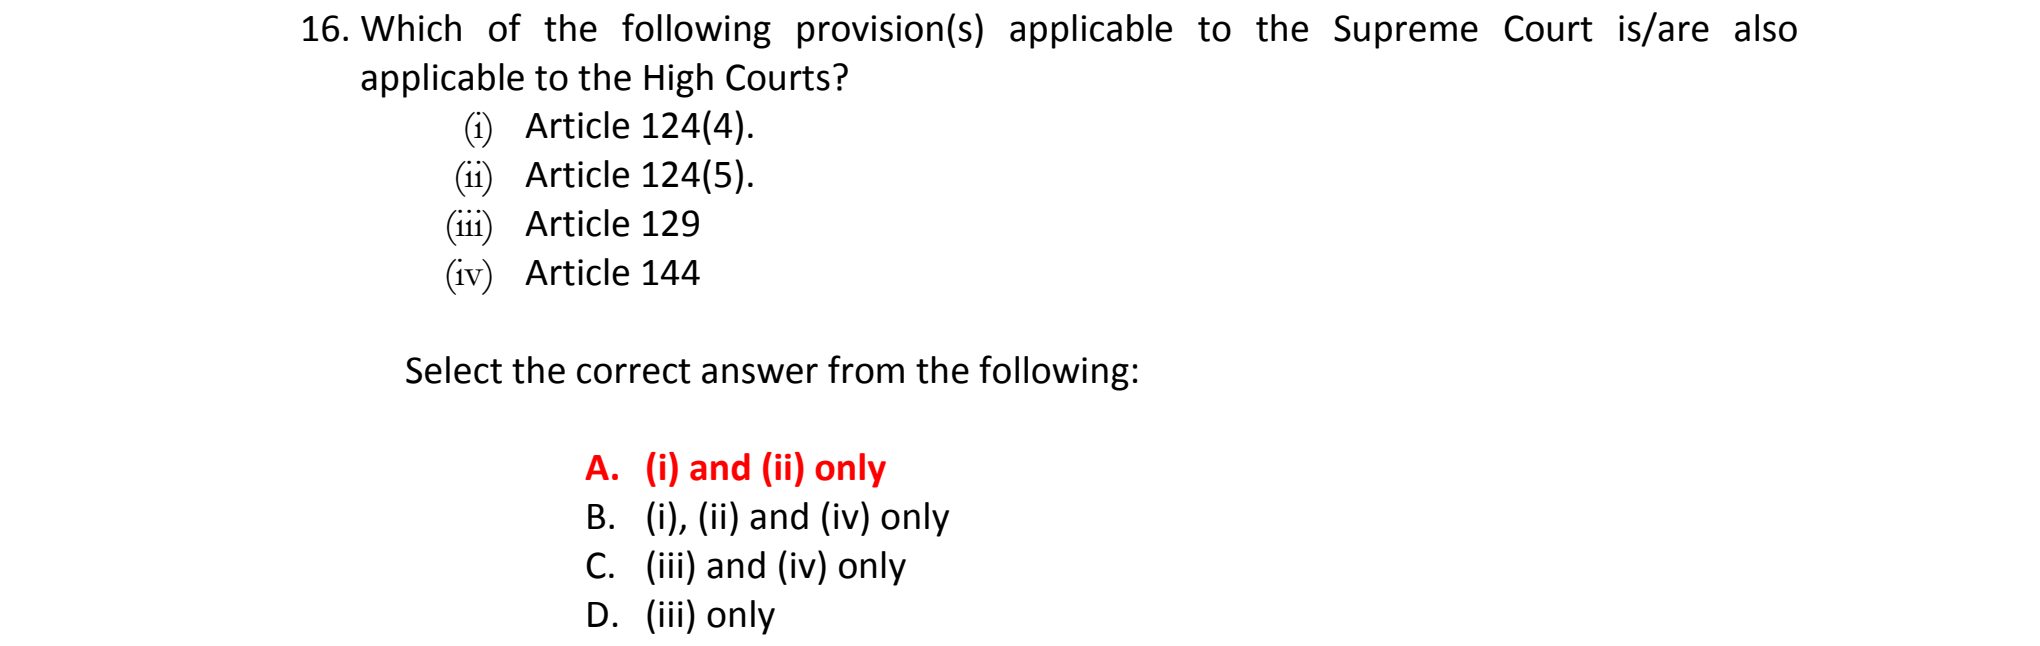 16. Which of the following provision(s) applicable to the Supreme Court is/are also
applicable to the High Courts?
(i) Article 124(4).
(ii) Article 124(5).
(iii) Article 129
(iv) Article 144
Select the correct answer from the following:
A. (i) and (ii) only
B. (i), (ii) and (iv) only
C. (iii) and (iv) only
D. (iii) only